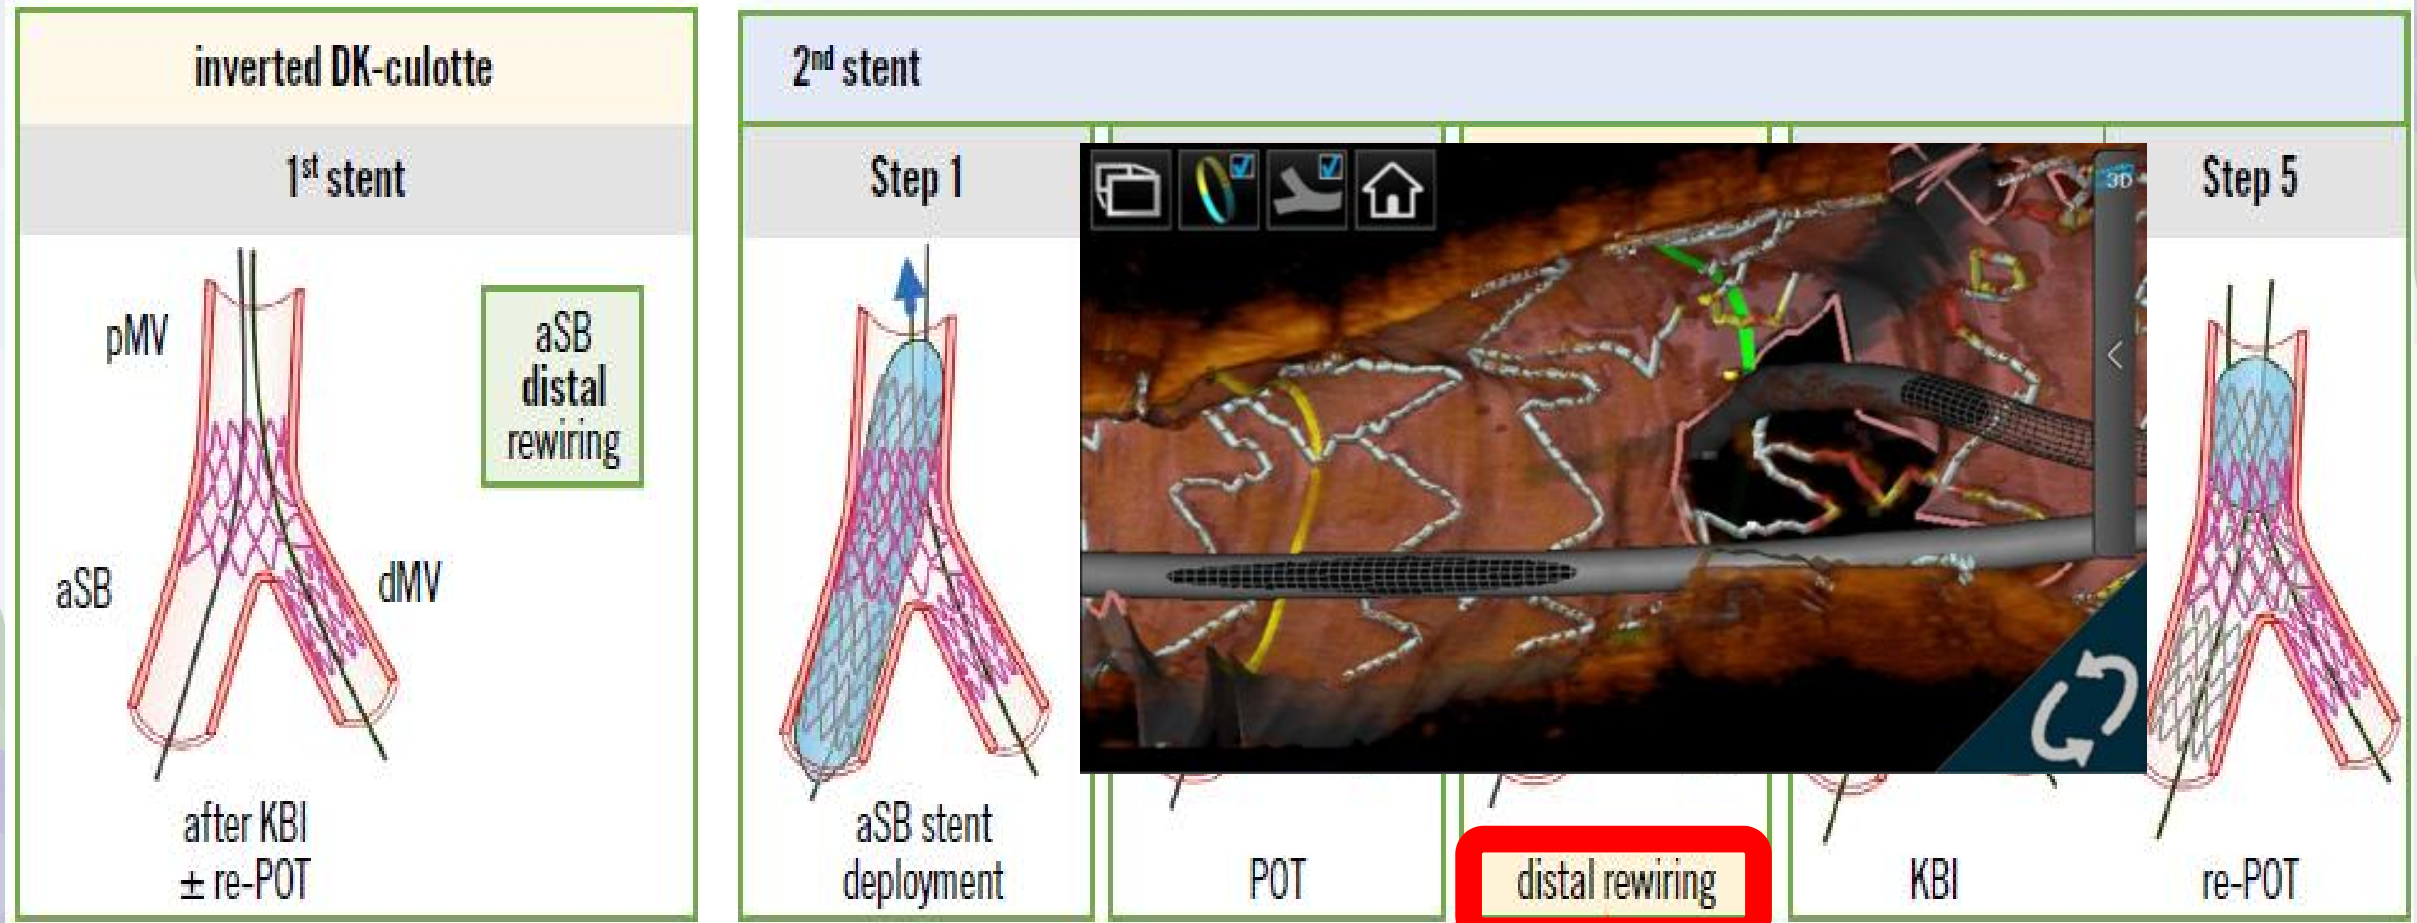 inverted DK-culotte
1st stent
pMV
aSB
distal
rewiring
aSB
dMV
after KBI
± re-POT
2nd stent
Step 1
aSB stent
deployment
POT
distal rewiring
KBI
3D
Step 5
re-POT